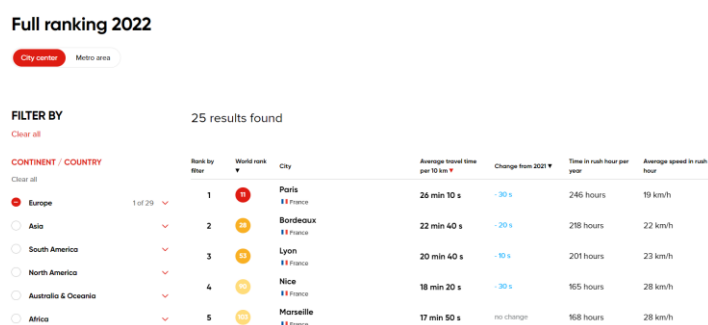 Full ranking 2022
City center Metro area
FILTER BY
Clear all
CONTINENT / COUNTRY
Clear all
Europe 1 of 29
Asia
South America
North America
Australia & Oceania
Africa
25 results found
Rank by filter World rank ▼ City Average travel time per 10 km ▼ Change from 2021 ▼ Time in rush hour per year Average speed in rush hour
1 11 Paris France 26 min 10 s - 30 s 246 hours 19 km/h
2 Bordeaux France 22 min 40 s - 20 s 218 hours 22 km/h
3 53 Lyon France 20 min 40 s - 10 s 201 hours 23 km/h
4 Nice France 18 min 20 s - 30 s 165 hours 28 km/h
5 Marseille France 17 min 50 s no change 168 hours 28 km/h